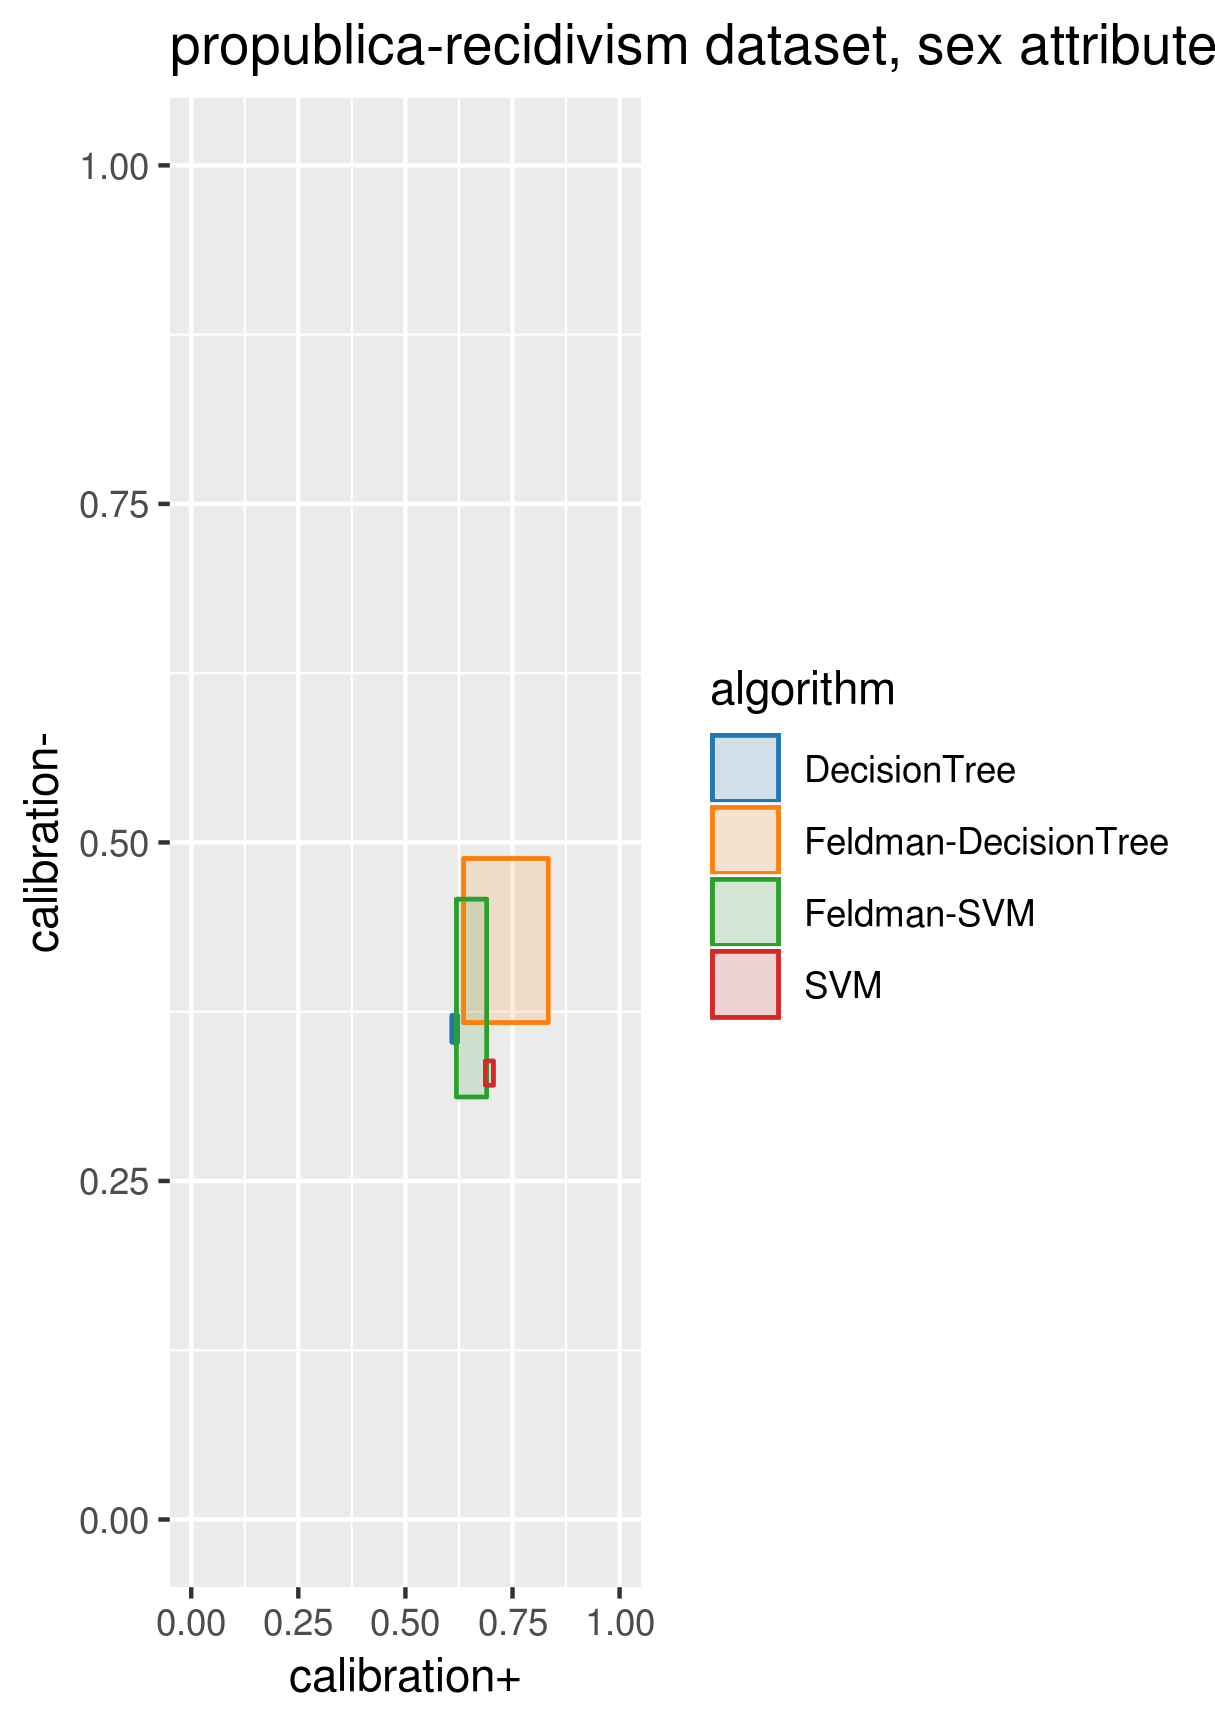 propublica-recidivism dataset, sex attribute
1.00
0.75
0.50
0.25
0.00
calibration-
0.00 0.25 0.50 0.75 1.00
calibration+
algorithm
DecisionTree
Feldman-DecisionTree
Feldman-SVM
SVM